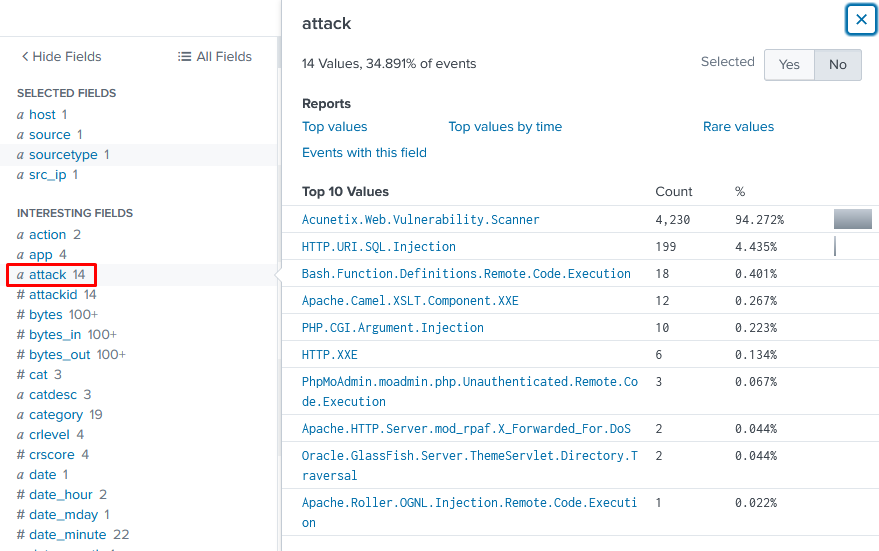 Hide Fields
All Fields
SELECTED FIELDS
a host 1
a source 1
a sourcetype 1
a src_ip 1
INTERESTING FIELDS
a action 2
a app 4
a attack 14
# attackid 14
# bytes 100+
# bytes_in 100+
# bytes_out 100+
# cat 3
a catdesc 3
a category 19
a crlevel 4
# crscore 4
a date 1
# date_hour 2
# date_mday 1
# date_minute 22
attack
14 Values, 34.891% of events
Selected Yes No
Reports
Top values Top values by time Rare values
Events with this field
Top 10 Values Count %
Acunetix.Web.Vulnerability.Scanner 4,230 94.272%
HTTP.URI.SQL.Injection 199 4.435%
Bash.Function.Definitions.Remote.Code.Execution 18 0.401%
Apache.Camel.XSLT.Component.XXE 12 0.267%
PHP.CGI.Argument.Injection 10 0.223%
HTTP.XXE 6 0.134%
PhpMoAdmin.moadmin.php.Unauthenticated.Remote.Co 3 0.067%
de.Execution
Apache.HTTP.Server.mod_rpaf.X_Forwarded_For.DoS 2 0.044%
Oracle.GlassFish.Server.ThemeServlet.Directory.T 2 0.044%
raversal
Apache.Roller.OGNL.Injection.Remote.Code.Executi 1 0.022%
on